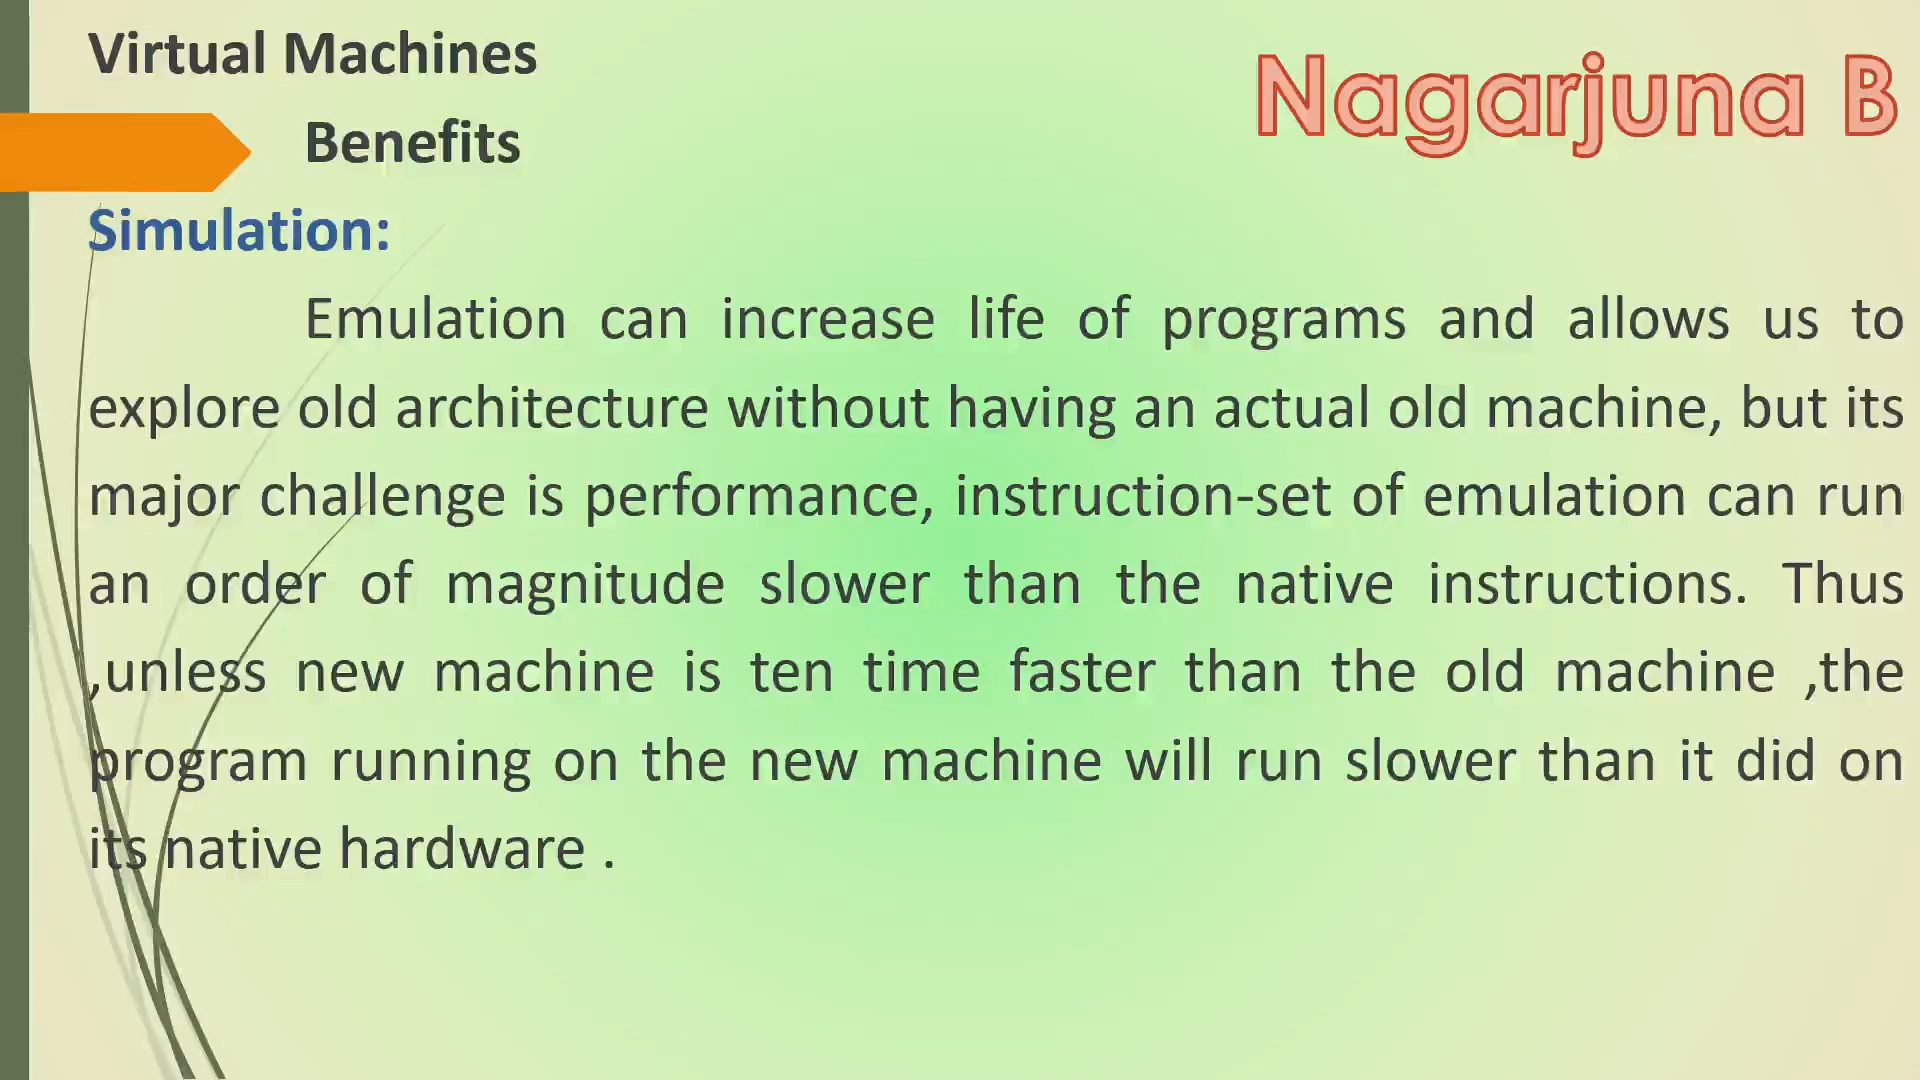 Virtual Machines
Nagarjuna B
Benefits
Simulation:
Emulation can increase life of programs and allows us to
explore old architecture without having an actual old machine, but its
major challenge is performance, instruction-set of emulation can run
an order of magnitude slower than the native instructions. Thus
,unless new machine is ten time faster than the old machine ,the
program running on the new machine will run slower than it did on
its native hardware .